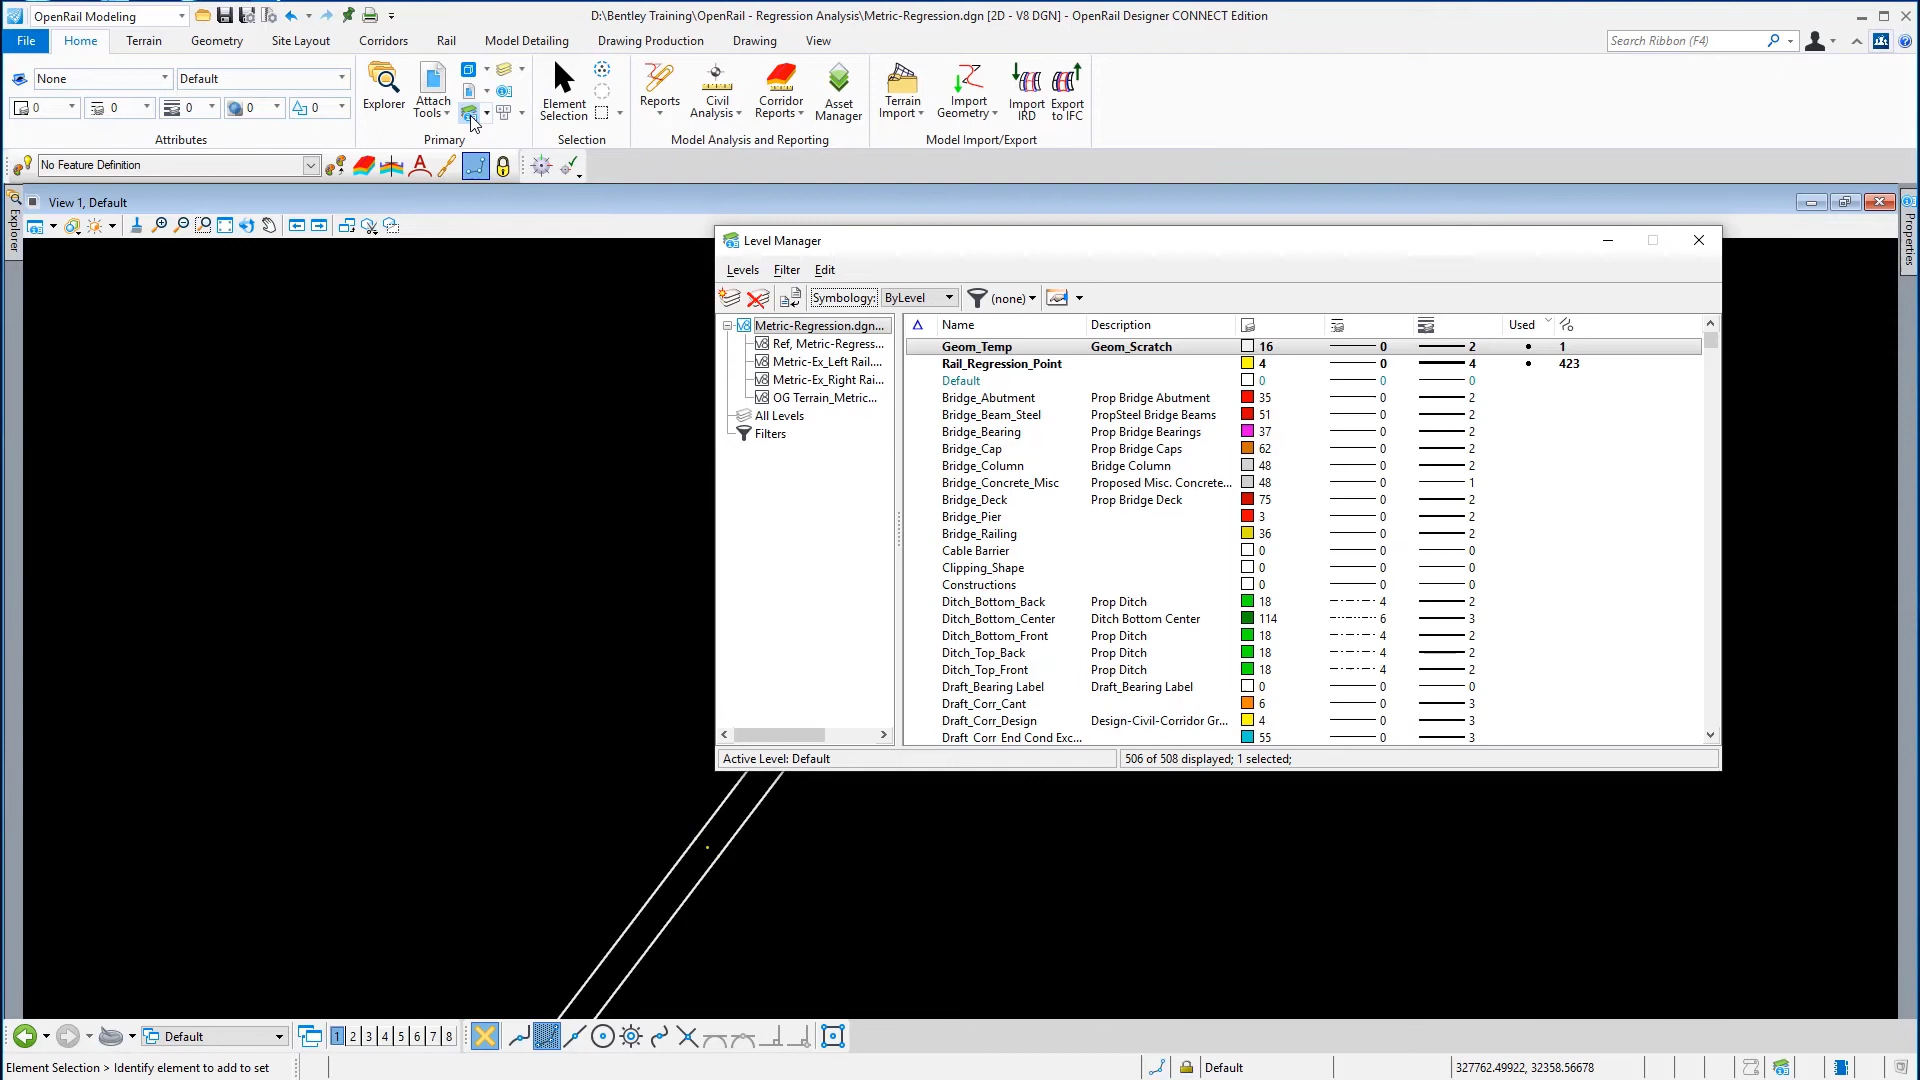 OpenRail Modeling
D:\Bentley Training\OpenRail - Regression Analysis\Metric-Regression.dgn [2D - V8 DGN] - OpenRail Designer CONNECT Edition
File Home Terrain Geometry Site Layout Corridors Rail Model Detailing Drawing Production Drawing View
Search Ribbon (F4)
None Default
0 0 0 0 0
Attributes
Explorer
Attach Tools
Primary
Element Selection
Selection
Reports
Civil Analysis
Corridor Reports
Asset Manager
Model Analysis and Reporting
Terrain Import
Import Geometry
Import IRD
Export to IFC
Model Import/Export
No Feature Definition
View 1, Default
Explorer
Properties
Level Manager
Levels Filter Edit
Symbology: ByLevel (none)
Metric-Regression.dgn...
Ref, Metric-Regress...
Metric-Ex_Left Rail....
Metric-Ex_Right Rai...
OG Terrain_Metric...
All Levels
Filters
Name Description Used
Geom_Temp Geom_Scratch 16 0 2 • 1
Rail_Regression_Point 4 0 4 • 423
Default 0 0 0
Bridge_Abutment Prop Bridge Abutment 35 0 2
Bridge_Beam_Steel PropSteel Bridge Beams 51 0 2
Bridge_Bearing Prop Bridge Bearings 37 0 2
Bridge_Cap Prop Bridge Caps 62 0 2
Bridge_Column Bridge Column 48 0 2
Bridge_Concrete_Misc Proposed Misc. Concrete... 48 0 1
Bridge_Deck Prop Bridge Deck 75 0 2
Bridge_Pier 3 0 2
Bridge_Railing 36 0 2
Cable Barrier 0 0 0
Clipping_Shape 0 0 0
Constructions 0 0 0
Ditch_Bottom_Back Prop Ditch 18 4 2
Ditch_Bottom_Center Ditch Bottom Center 114 6 3
Ditch_Bottom_Front Prop Ditch 18 4 2
Ditch_Top_Back Prop Ditch 18 4 2
Ditch_Top_Front Prop Ditch 18 4 2
Draft_Bearing Label Draft_Bearing Label 0 0 0
Draft_Corr_Cant 6 0 3
Draft_Corr_Design Design-Civil-Corridor Gr... 4 0 3
Draft Corr End Cond Exc... 55 0 3
Active Level: Default
506 of 508 displayed; 1 selected;
Default
1 2 3 4 5 6 7 8
Element Selection > Identify element to add to set
Default
327762.49922, 32358.56678